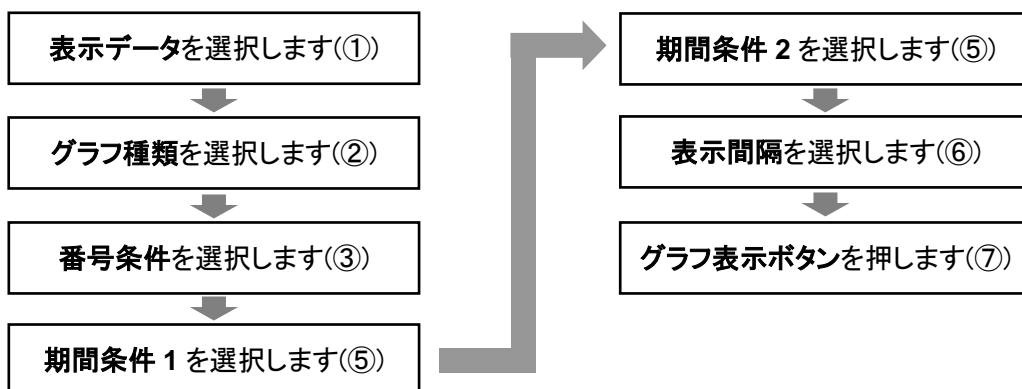 表示データを選択します(①)
グラフ種類を選択します(②)
番号条件を選択します(③)
期間条件 1 を選択します(⑤)
期間条件 2 を選択します(⑤)
表示間隔を選択します(⑥)
グラフ表示ボタンを押します(⑦)